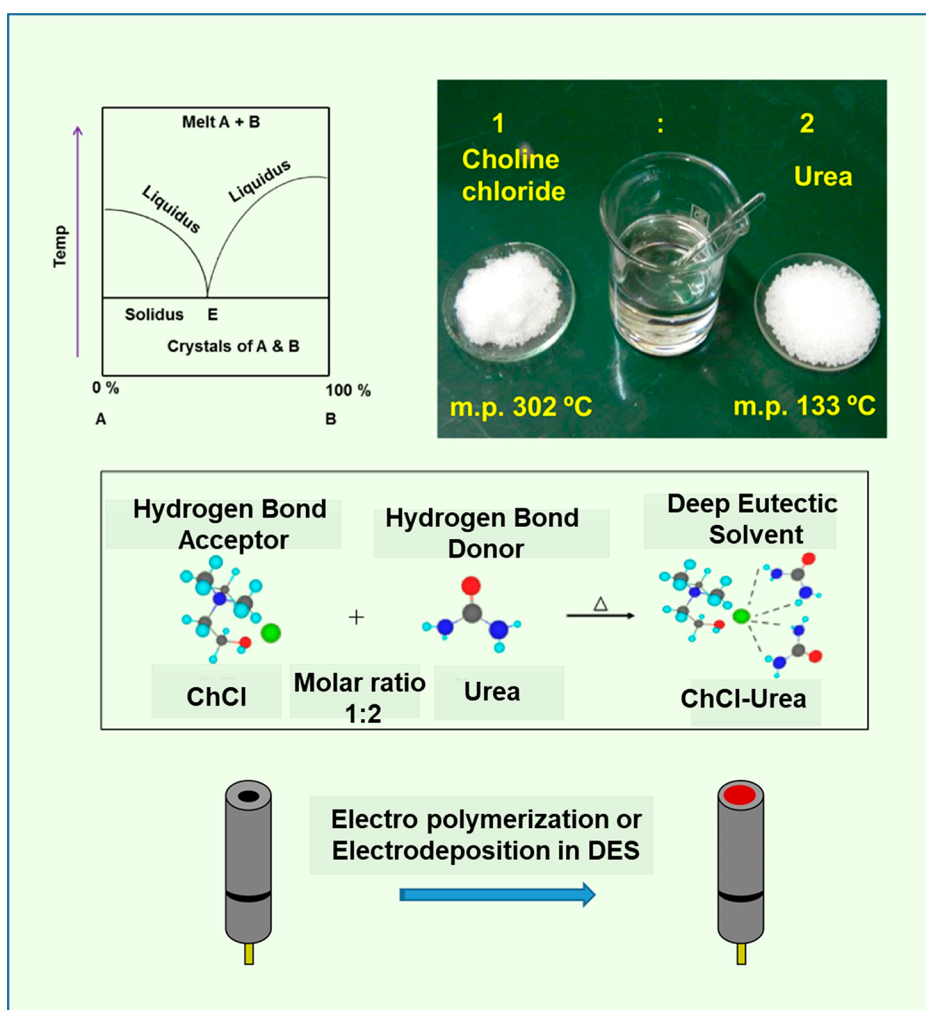 Melt A + B
Liquidus
Liquidus
Temp
Solidus E
Crystals of A & B
0 %
100 %
A
B
1 : 2
Choline
chloride
Urea
m.p. 302 ºC
m.p. 133 ºC
Hydrogen Bond
Acceptor
Hydrogen Bond
Donor
Deep Eutectic
Solvent
+
△
ChCl
Molar ratio
1:2
Urea
ChCl-Urea
Electro polymerization or
Electrodeposition in DES